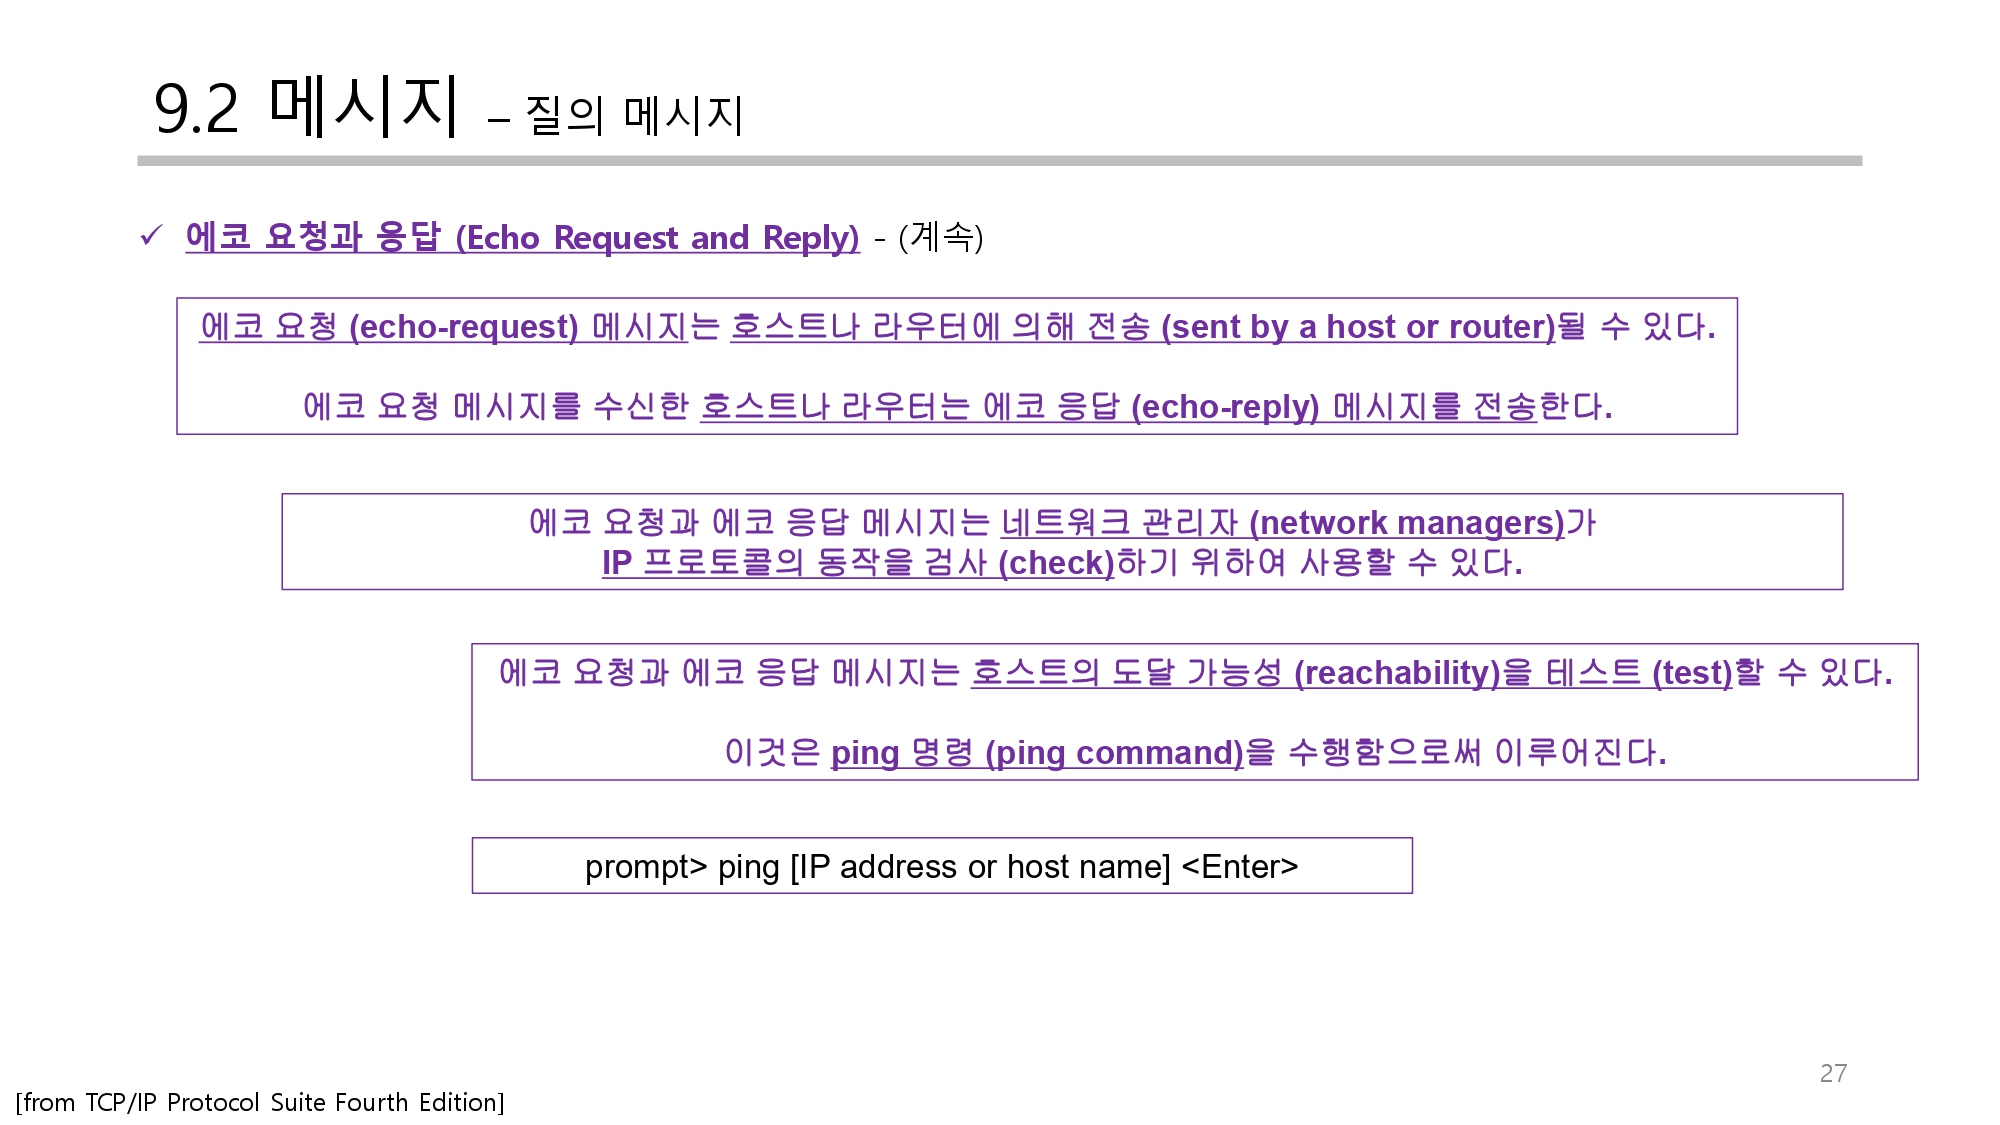 9.2 메시지 – 질의 메시지
✓ 에코 요청과 응답 (Echo Request and Reply) - (계속)
에코 요청 (echo-request) 메시지는 호스트나 라우터에 의해 전송 (sent by a host or router)될 수 있다.
에코 요청 메시지를 수신한 호스트나 라우터는 에코 응답 (echo-reply) 메시지를 전송한다.
에코 요청과 에코 응답 메시지는 네트워크 관리자 (network managers)가
IP 프로토콜의 동작을 검사 (check)하기 위하여 사용할 수 있다.
에코 요청과 에코 응답 메시지는 호스트의 도달 가능성 (reachability)을 테스트 (test)할 수 있다.
이것은 ping 명령 (ping command)을 수행함으로써 이루어진다.
prompt> ping [IP address or host name] <Enter>
27
[from TCP/IP Protocol Suite Fourth Edition]